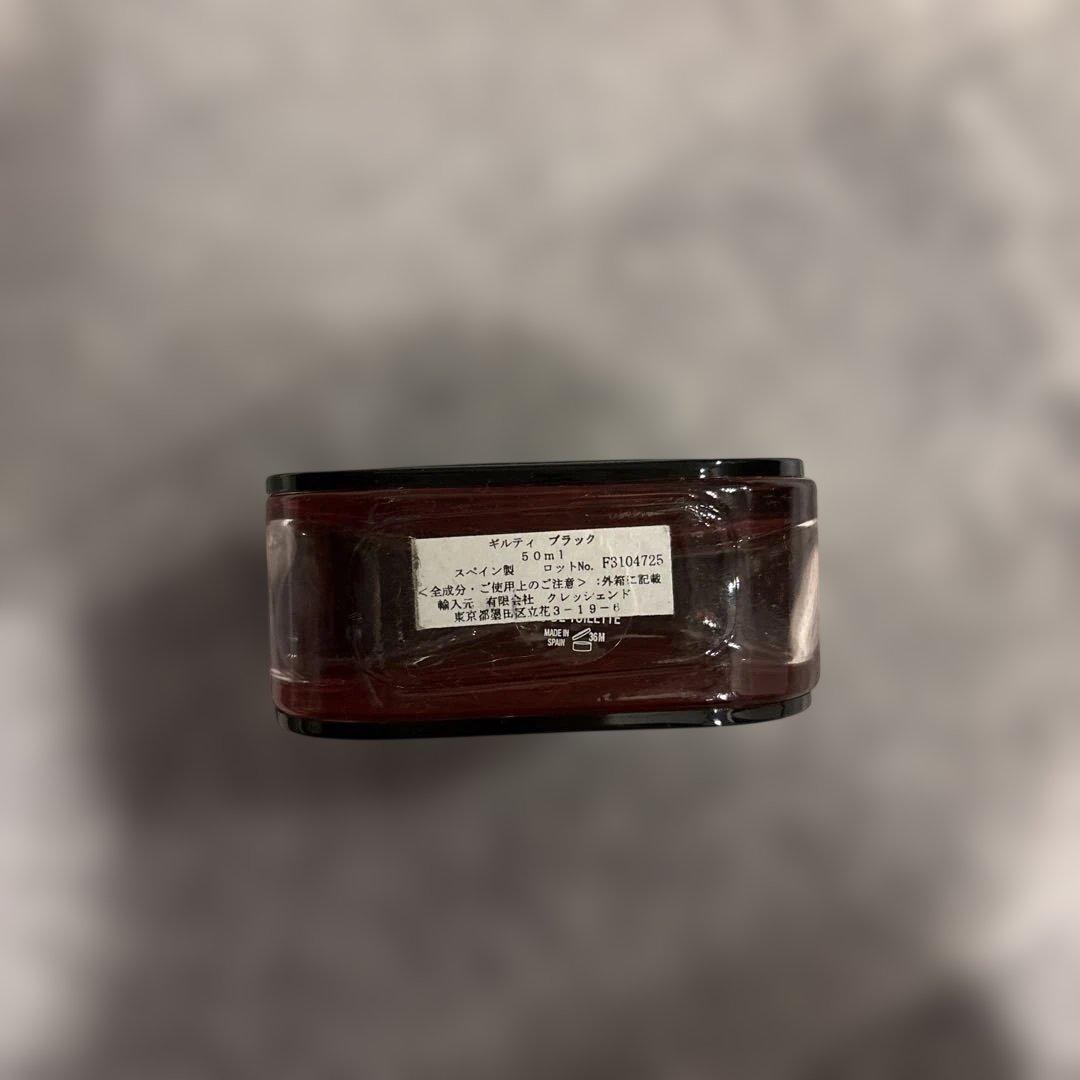 ギルティ ブラック
50ml
スペイン製 ロットNo. F3104725
<全成分・ご使用上のご注意>:外箱に記載
輸入元 有限会社 クレッシェンド
東京都墨田区立花3-19-6
TOILETTE
MADE IN
SPAIN
36M